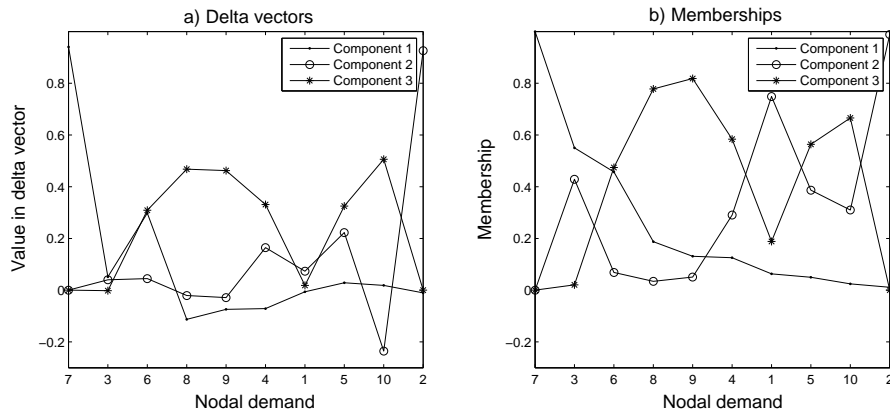 a) Delta vectors
Component 1
Component 2
Component 3
0.8
0.6
0.4
0.2
0
−0.2
Value in delta vector
7 3 6 8 9 4 1 5 10 2
Nodal demand
b) Memberships
Component 1
Component 2
Component 3
0.8
0.6
0.4
0.2
0
−0.2
Membership
7 3 6 8 9 4 1 5 10 2
Nodal demand